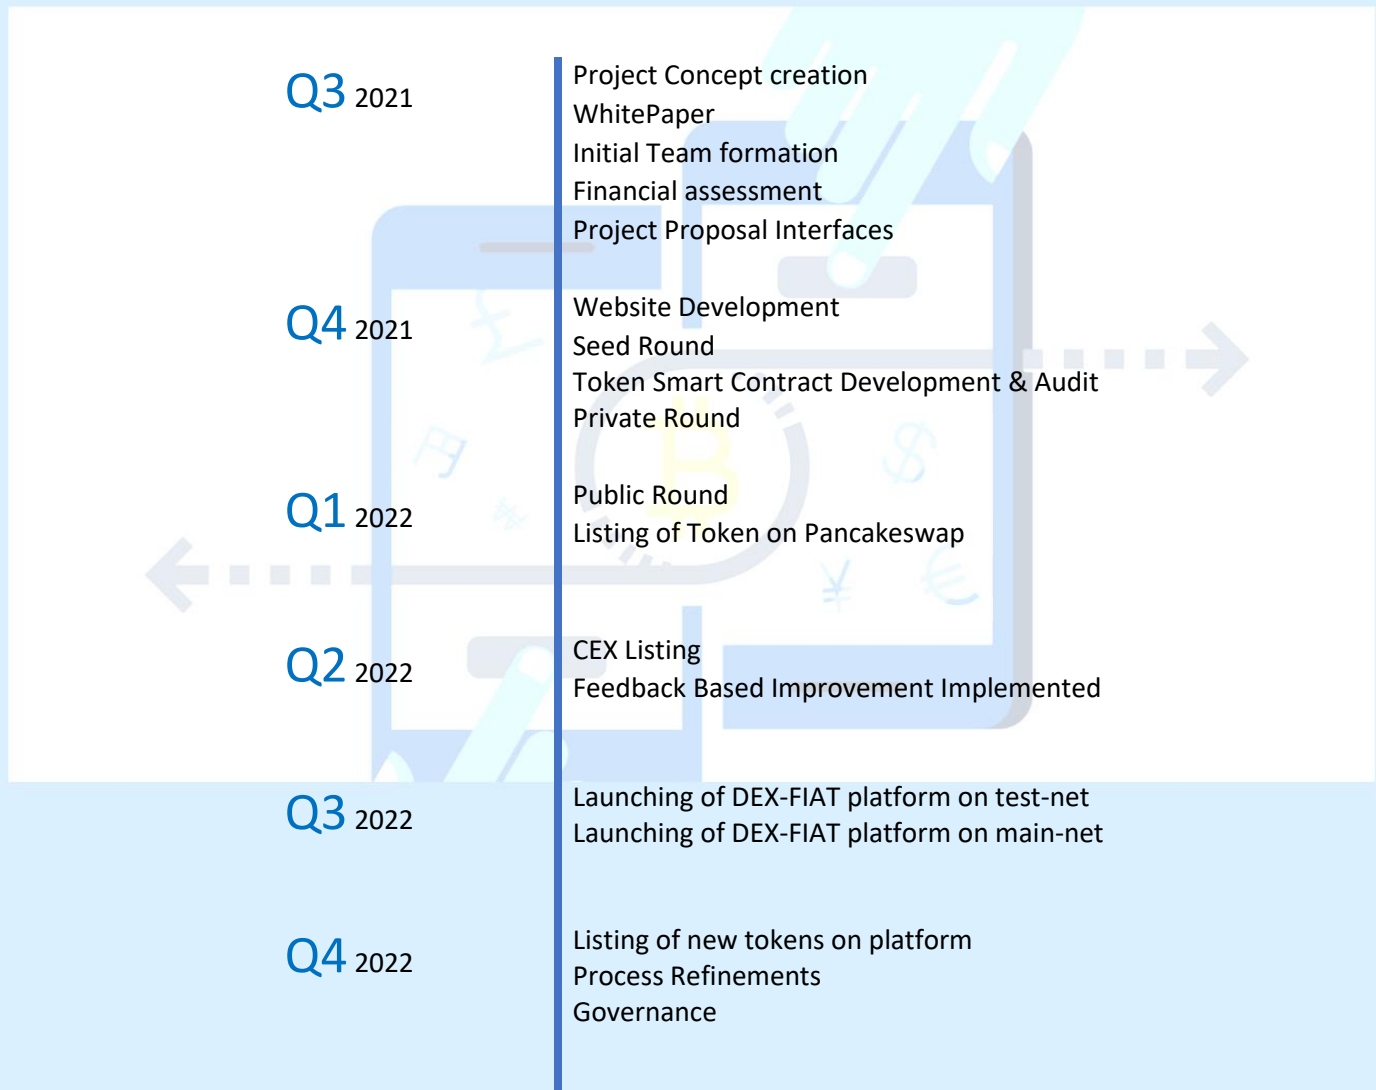 Q3 2021
Project Concept creation
WhitePaper
Initial Team formation
Financial assessment
Project Proposal Interfaces
Q4 2021
Website Development
Seed Round
Token Smart Contract Development & Audit
Private Round
Q1 2022
Public Round
Listing of Token on Pancakeswap
Q2 2022
CEX Listing
Feedback Based Improvement Implemented
Q3 2022
Launching of DEX-FIAT platform on test-net
Launching of DEX-FIAT platform on main-net
Q4 2022
Listing of new tokens on platform
Process Refinements
Governance